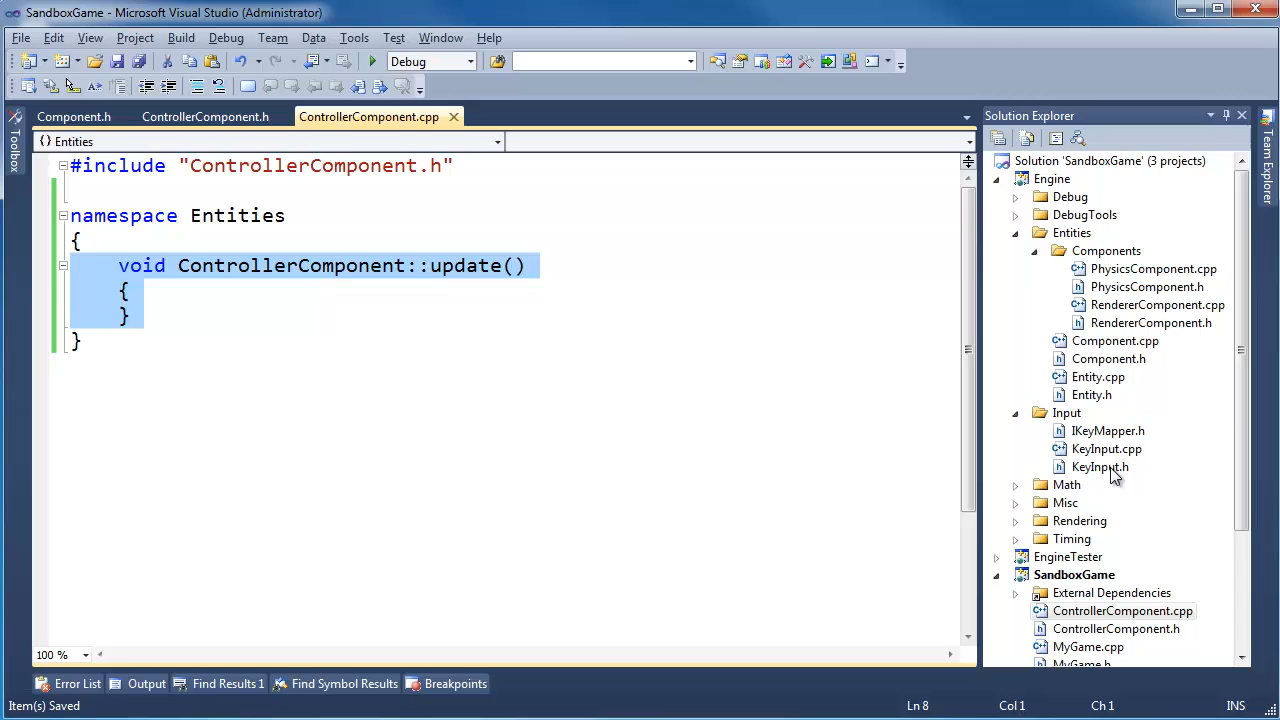 SandboxGame - Microsoft Visual Studio (Administrator)
File Edit View Project Build Debug Team Data Tools Test Window Help
Debug
Component.h ControllerComponent.h ControllerComponent.cpp
Solution Explorer
{} Entities
Toolbox
Team Explorer
#include "ControllerComponent.h"
namespace Entities
{
void ControllerComponent::update()
{
}
}
Solution 'SandboxGame' (3 projects)
Engine
Debug
DebugTools
Entities
Components
PhysicsComponent.cpp
PhysicsComponent.h
RendererComponent.cpp
RendererComponent.h
Component.cpp
Component.h
Entity.cpp
Entity.h
Input
IKeyMapper.h
KeyInput.cpp
KeyInput.h
Math
Misc
Rendering
Timing
EngineTester
SandboxGame
External Dependencies
ControllerComponent.cpp
ControllerComponent.h
MyGame.cpp
MyGame.h
100 %
Error List Output Find Results 1 Find Symbol Results Breakpoints
Item(s) Saved Ln 8 Col 1 Ch 1 INS